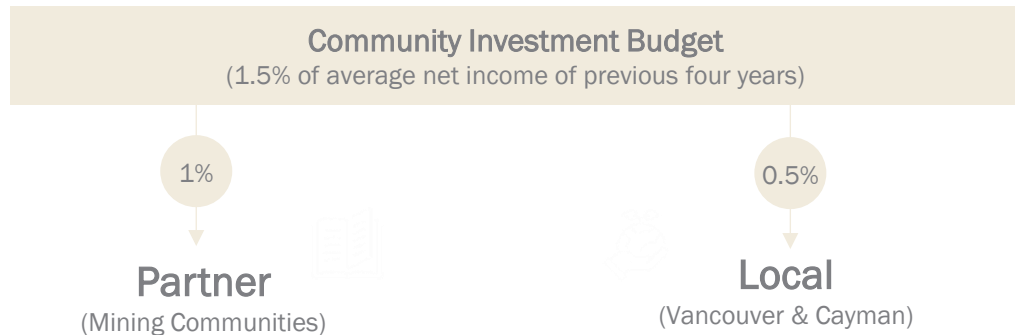 Community Investment Budget
(1.5% of average net income of previous four years)
1%
0.5%
Partner
Local
(Mining Communities)
(Vancouver & Cayman)